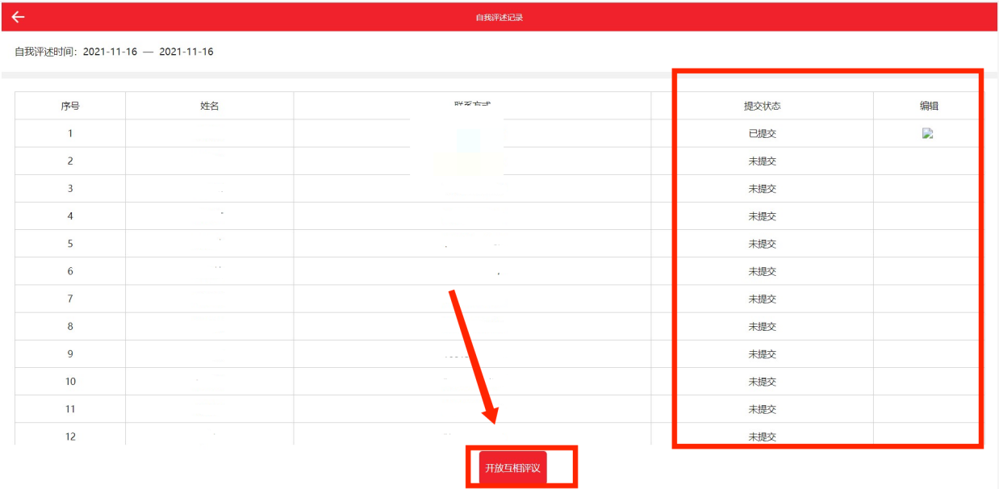 自我评述记录
自我评述时间：2021-11-16 — 2021-11-16
序号 姓名 联系方式 提交状态 编辑
1 已提交
2 未提交
3 未提交
4 未提交
5 未提交
6 未提交
7 未提交
8 未提交
9 未提交
10 未提交
11 未提交
12 未提交
开放互相评议